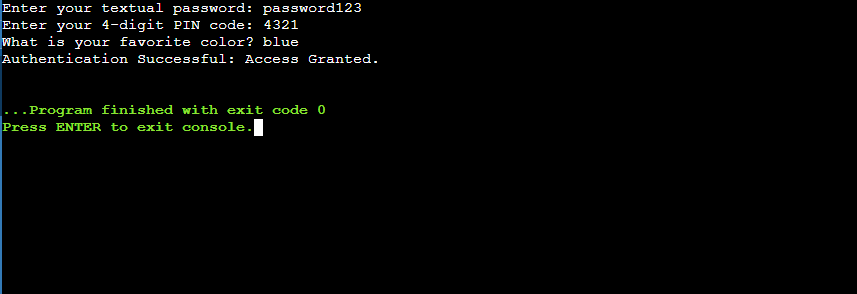 Enter your textual password: password123
Enter your 4-digit PIN code: 4321
What is your favorite color? blue
Authentication Successful: Access Granted.
...Program finished with exit code 0
Press ENTER to exit console.